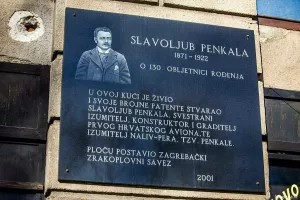 SLAVOLJUB PENKALA
1871 - 1922
O 130. OBLJETNICI ROĐENJA
U OVOJ KUĆI JE ŽIVIO
I SVOJE BROJNE PATENTE STVARAO
SLAVOLJUB PENKALA, SVESTRANI
IZUMITELJ, KONSTRUKTOR I GRADITELJ
PRVOG HRVATSKOG AVIONA, TE
IZUMITELJ NALIV-PERA, TZV. PENKALE
PLOČU POSTAVIO ZAGREBAČKI
ZRAKOPLOVNI SAVEZ
2001